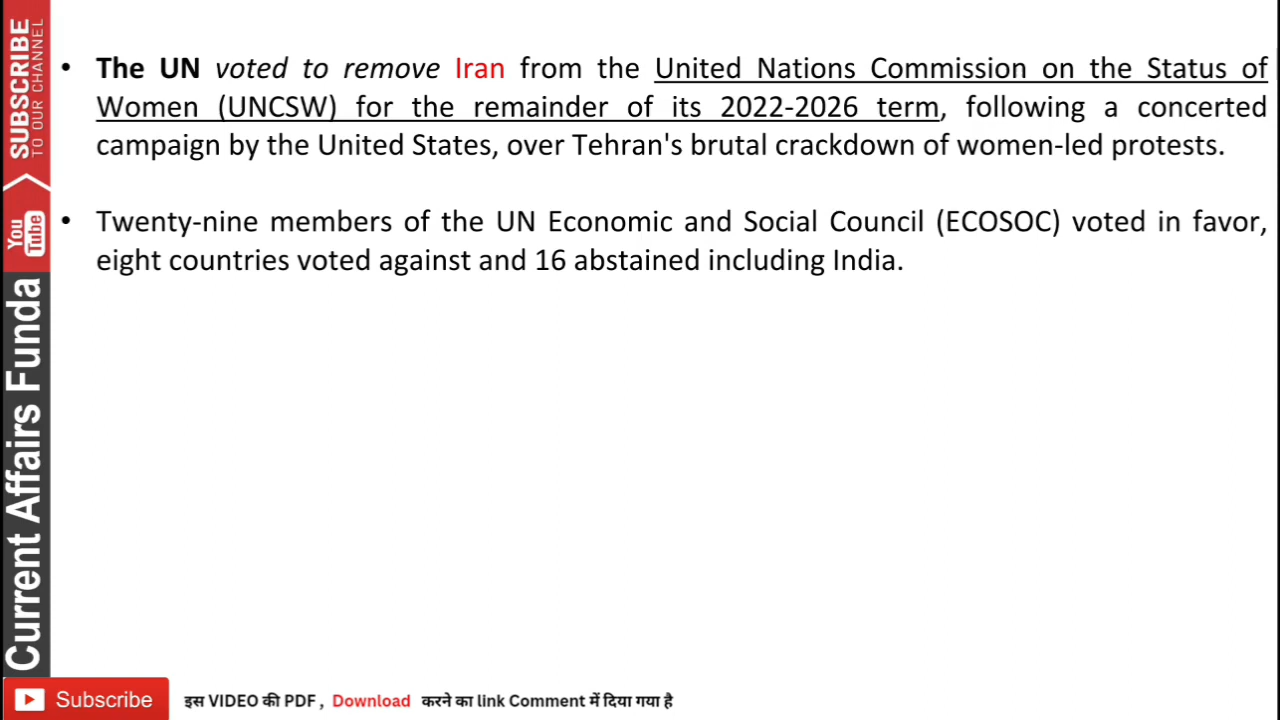 • The UN voted to remove Iran from the United Nations Commission on the Status of
Women (UNCSW) for the remainder of its 2022-2026 term, following a concerted
campaign by the United States, over Tehran's brutal crackdown of women-led protests.
• Twenty-nine members of the UN Economic and Social Council (ECOSOC) voted in favor,
eight countries voted against and 16 abstained including India.
SUBSCRIBE
TO OUR CHANNEL
You
Tube
Current Affairs Funda
Subscribe
इस VIDEO की PDF , Download करने का link Comment में दिया गया है